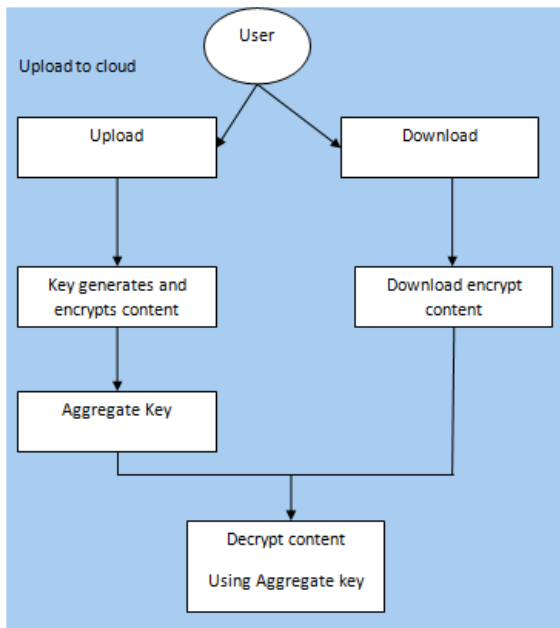 User
Upload to cloud
Upload
Download
Key generates and
encrypts content
Download encrypt
content
Aggregate Key
Decrypt content
Using Aggregate key